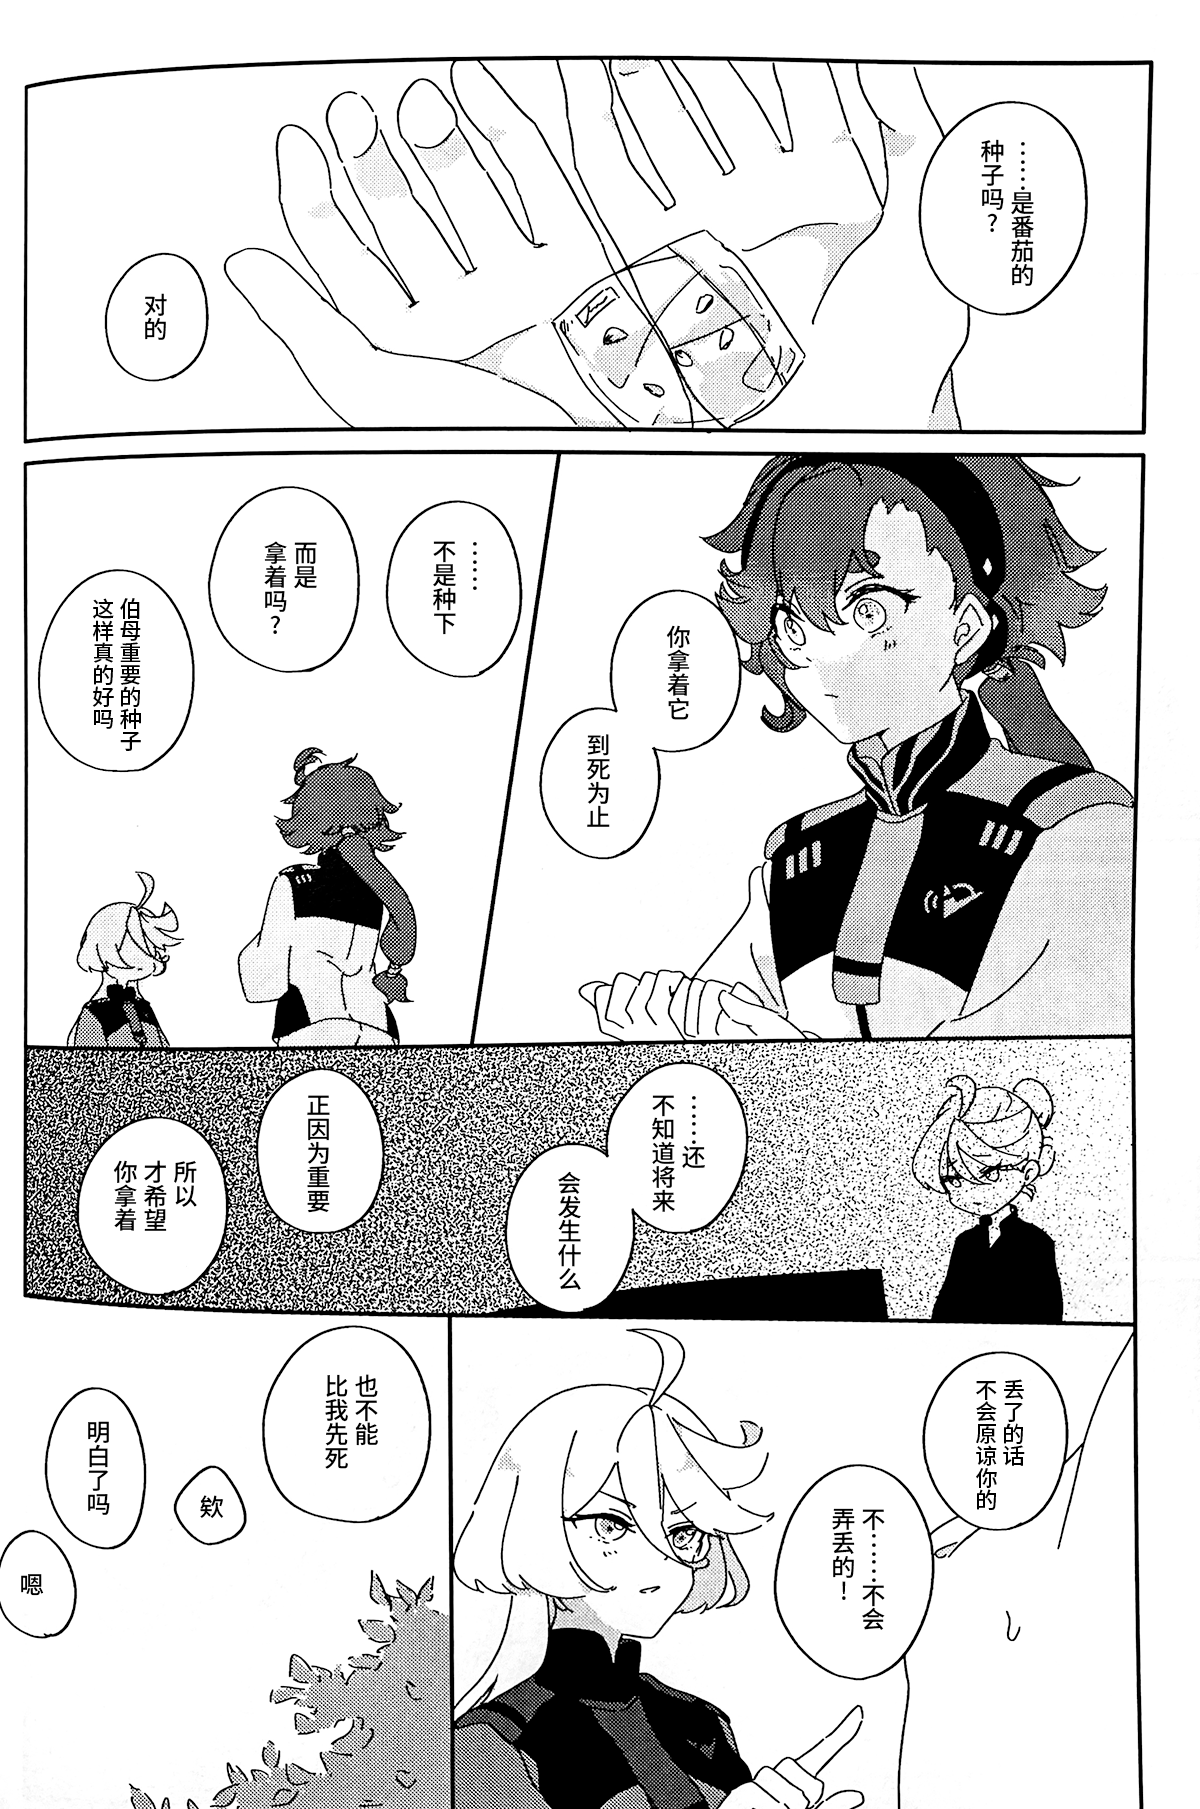 ……是番茄的
种子吗？
对的
你拿着它
到死为止
……
不是种下
而是
拿着吗？
伯母重要的种子
这样真的好吗
……还
不知道将来
会发生什么
正因为重要
所以
才希望
你拿着
丢了的话
不会原谅你的
不……不会
弄丢的！
也不能
比我先死
欸
明白了吗
嗯